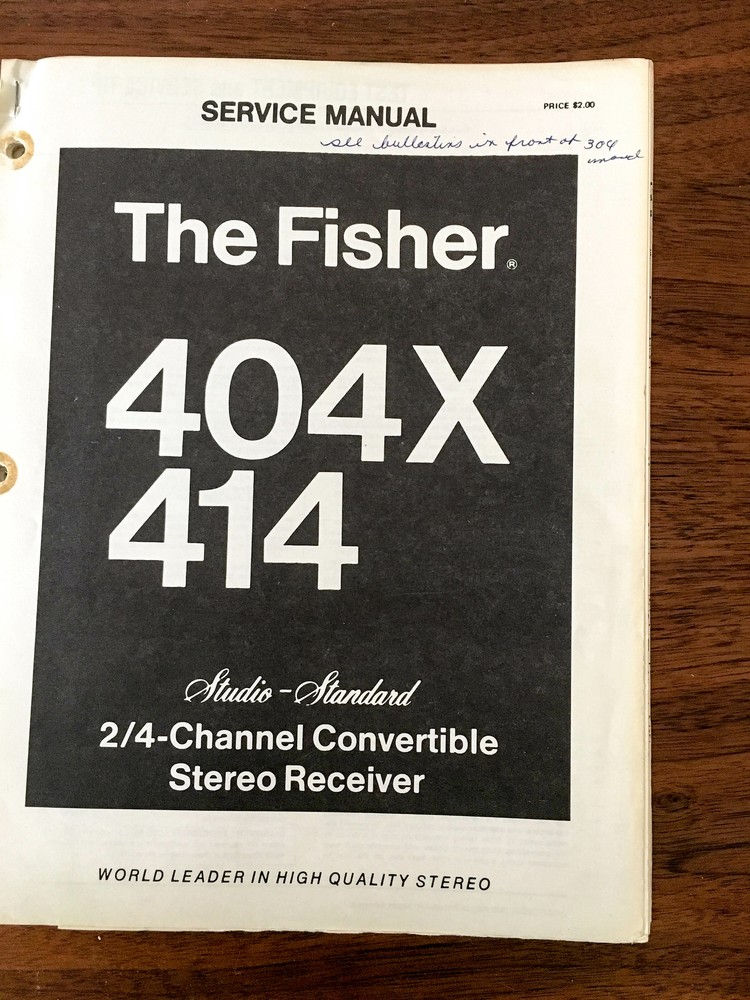 SERVICE MANUAL
PRICE $2.00
see bulletins in front of 304
manual
The Fisher®
404X
414
Studio-Standard
2/4-Channel Convertible
Stereo Receiver
WORLD LEADER IN HIGH QUALITY STEREO